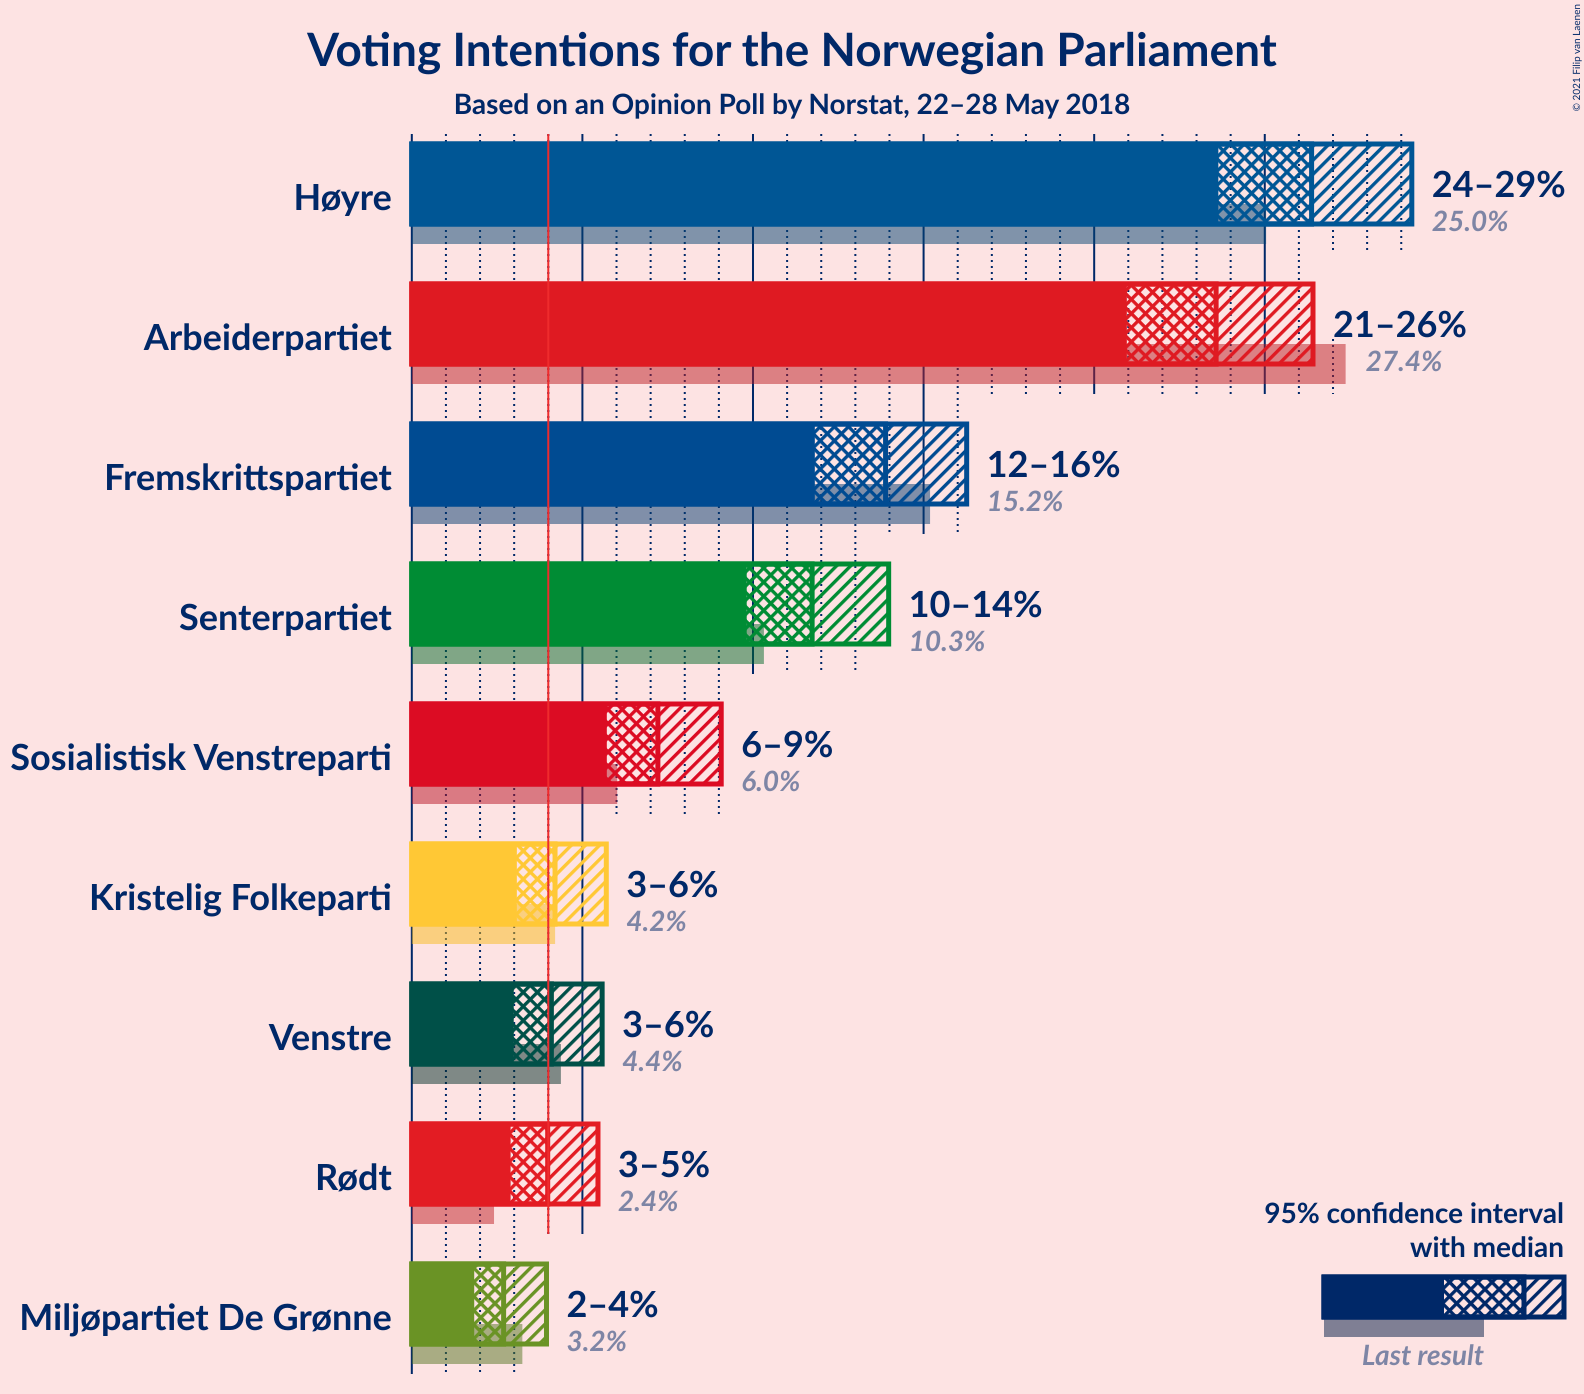 Voting Intentions for the Norwegian Parliament
Based on an Opinion Poll by Norstat, 22–28 May 2018
© 2021 Filip van Laenen
Høyre
24–29%
25.0%
Arbeiderpartiet
21–26%
27.4%
Fremskrittspartiet
12–16%
15.2%
Senterpartiet
10–14%
10.3%
Sosialistisk Venstreparti
6–9%
6.0%
Kristelig Folkeparti
3–6%
4.2%
Venstre
3–6%
4.4%
Rødt
3–5%
2.4%
Miljøpartiet De Grønne
2–4%
3.2%
95% confidence interval
with median
Last result